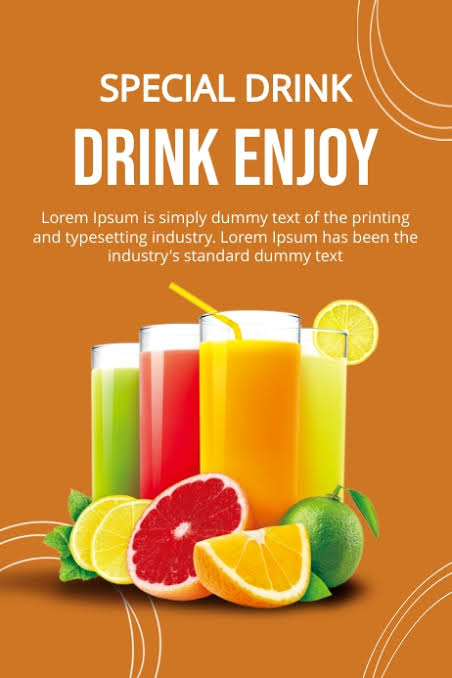 SPECIAL DRINK
DRINK ENJOY
Lorem Ipsum is simply dummy text of the printing
and typesetting industry. Lorem Ipsum has been the
industry's standard dummy text